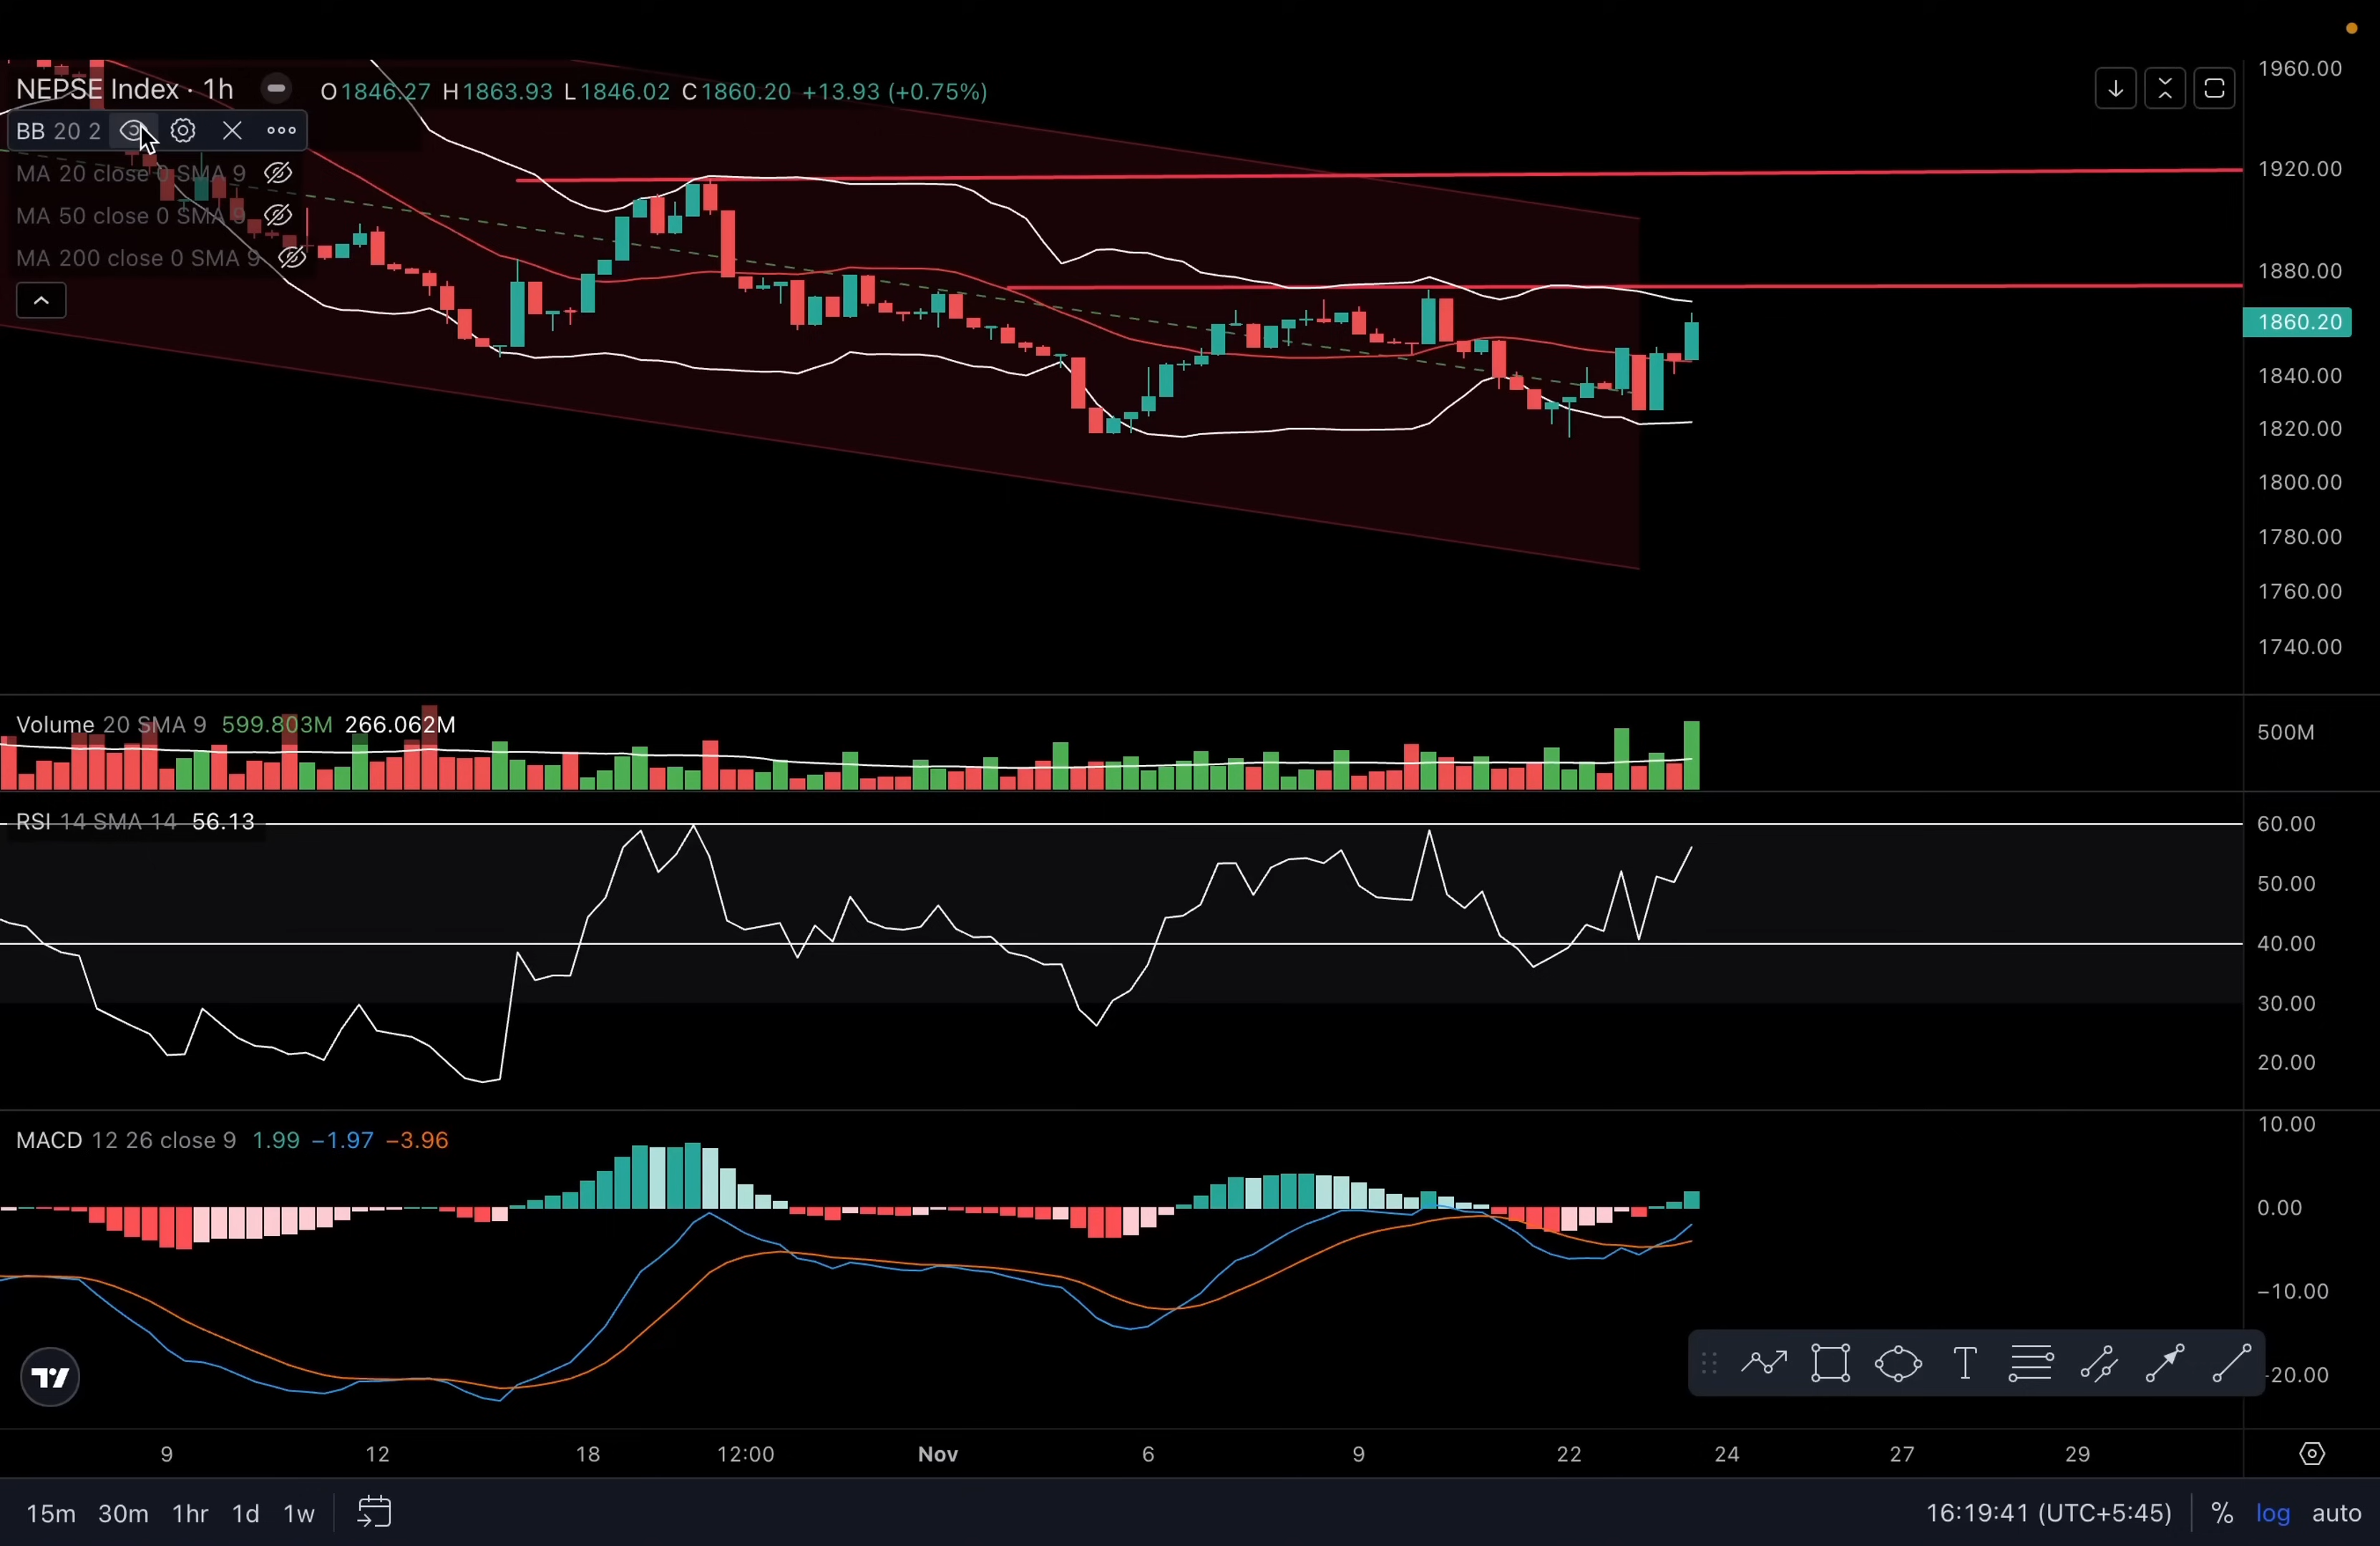 1960.00
NEPSE Index · 1h O1846.27 H1863.93 L1846.02 C1860.20 +13.93 (+0.75%)
BB 20 2
MA 20 close 0 SMA 9
1920.00
MA 50 close 0 SMA 9
MA 200 close 0 SMA 9
1880.00
1860.20
1840.00
1820.00
1800.00
1780.00
1760.00
1740.00
Volume 20 SMA 9 599.803M 266.062M
500M
RSI 14 SMA 14 56.13
60.00
50.00
40.00
30.00
20.00
MACD 12 26 close 9 1.99 −1.97 −3.96
10.00
0.00
−10.00
-20.00
9 12 18 12:00 Nov 6 9 22 24 27 29
15m 30m 1hr 1d 1w 16:19:41 (UTC+5:45) % log auto